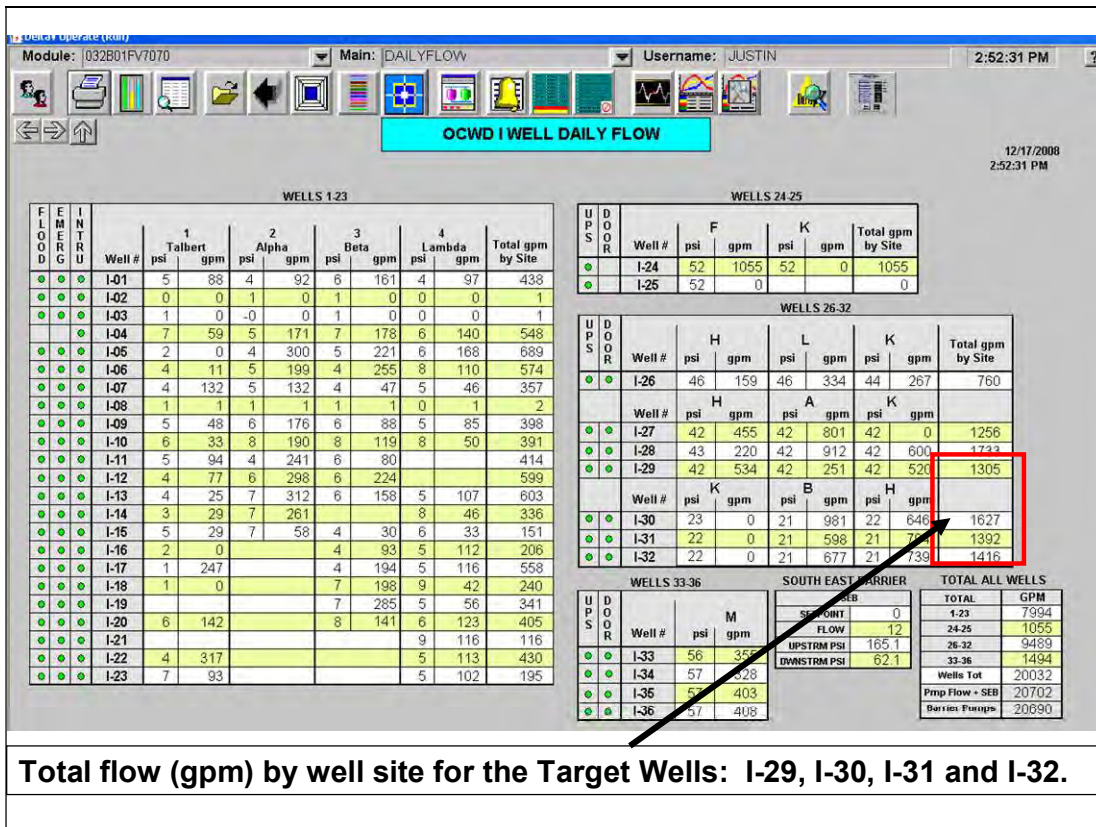 DeltaV Operate (Run)
Module: 032B01FV7070 Main: DAILYFLOW Username: JUSTIN 2:52:31 PM ?
OCWD I WELL DAILY FLOW
12/17/2008
2:52:31 PM
WELLS 1-23
FLOOD EMERG INTRU Well # 1 Talbert psi gpm 2 Alpha psi gpm 3 Beta psi gpm 4 Lambda psi gpm Total gpm by Site
I-01 5 88 4 92 6 161 4 97 438
I-02 0 0 1 0 1 0 0 0 1
I-03 1 0 -0 0 1 0 0 0 1
I-04 7 59 5 171 7 178 6 140 548
I-05 2 0 4 300 5 221 6 168 689
I-06 4 11 5 199 4 255 8 110 574
I-07 4 132 5 132 4 47 5 46 357
I-08 1 1 1 1 1 1 0 1 2
I-09 5 48 6 176 6 88 5 85 398
I-10 6 33 8 190 8 119 8 50 391
I-11 5 94 4 241 6 80 414
I-12 4 77 6 298 6 224 599
I-13 4 25 7 312 6 158 5 107 603
I-14 3 29 7 261 8 46 336
I-15 5 29 7 58 4 30 6 33 151
I-16 2 0 4 93 5 112 206
I-17 1 247 4 194 5 116 558
I-18 1 0 7 198 9 42 240
I-19 7 285 5 56 341
I-20 6 142 8 141 6 123 405
I-21 9 116 116
I-22 4 317 5 113 430
I-23 7 93 5 102 195
WELLS 24-25
UPS DOOR Well # F psi gpm K psi gpm Total gpm by Site
I-24 52 1055 52 0 1055
I-25 52 0 0
WELLS 26-32
UPS DOOR Well # H psi gpm L psi gpm K psi gpm Total gpm by Site
I-26 46 159 46 334 44 267 760
Well # H psi gpm A psi gpm K psi gpm
I-27 42 455 42 801 42 0 1256
I-28 43 220 42 912 42 600 1733
I-29 42 534 42 251 42 520 1305
Well # K psi gpm B psi gpm H psi gpm
I-30 23 0 21 981 22 646 1627
I-31 22 0 21 598 21 1392
I-32 22 0 21 677 21 739 1416
WELLS 33-36
UPS DOOR Well # M psi gpm
I-33 56 355
I-34 57 328
I-35 57 403
I-36 57 408
SOUTH EAST BARRIER
SEB
SETPOINT 0
FLOW 12
UPSTRM PSI 165.1
DWNSTRM PSI 62.1
TOTAL ALL WELLS
TOTAL GPM
1-23 7994
24-25 1055
26-32 9489
33-36 1494
Wells Tot 20032
Pmp Flow + SEB 20702
Barrier Pumps 20690
Total flow (gpm) by well site for the Target Wells: I-29, I-30, I-31 and I-32.